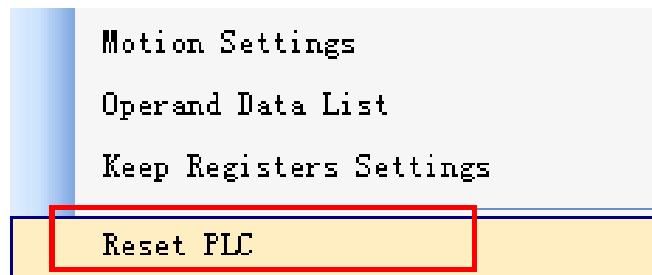 Motion Settings
Operand Data List
Keep Registers Settings
Reset PLC